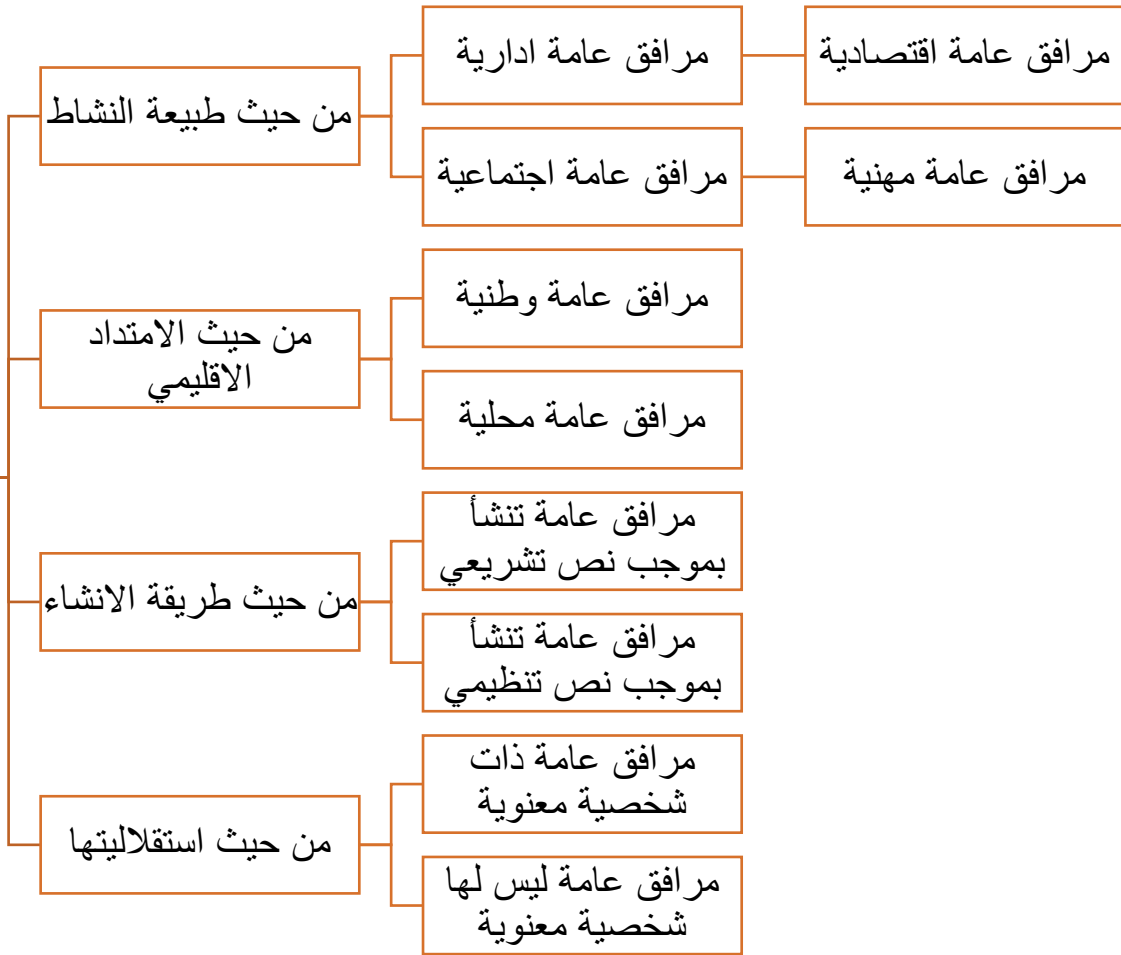 من حيث طبيعة النشاط
مرافق عامة ادارية
مرافق عامة اقتصادية
مرافق عامة اجتماعية
مرافق عامة مهنية
من حيث الامتداد
الاقليمي
مرافق عامة وطنية
مرافق عامة محلية
من حيث طريقة الانشاء
مرافق عامة تنشأ
بموجب نص تشريعي
مرافق عامة تنشأ
بموجب نص تنظيمي
من حيث استقلاليتها
مرافق عامة ذات
شخصية معنوية
مرافق عامة ليس لها
شخصية معنوية